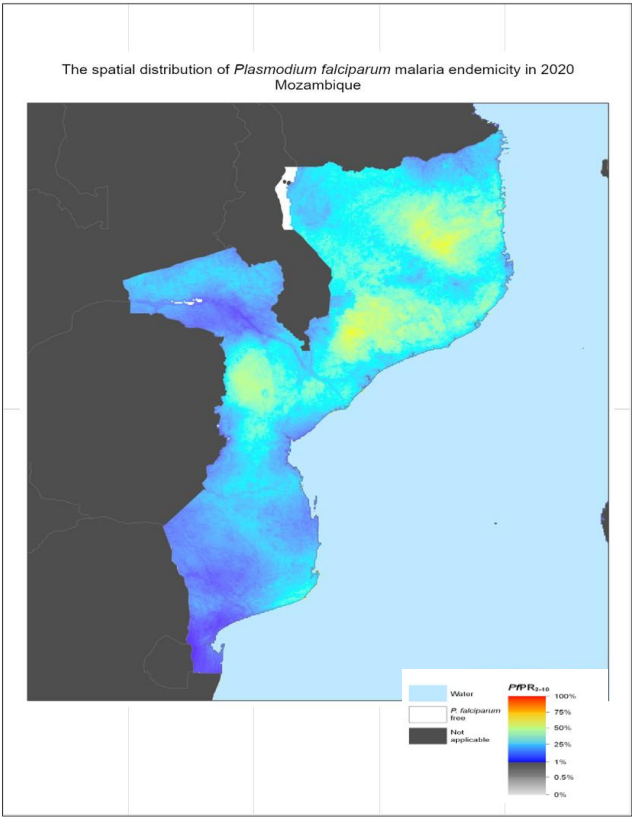 The spatial distribution of Plasmodium falciparum malaria endemicity in 2020
Mozambique
Water
P. falciparum
free
Not
applicable
PfPR2-10
100%
75%
50%
25%
1%
0.5%
0%